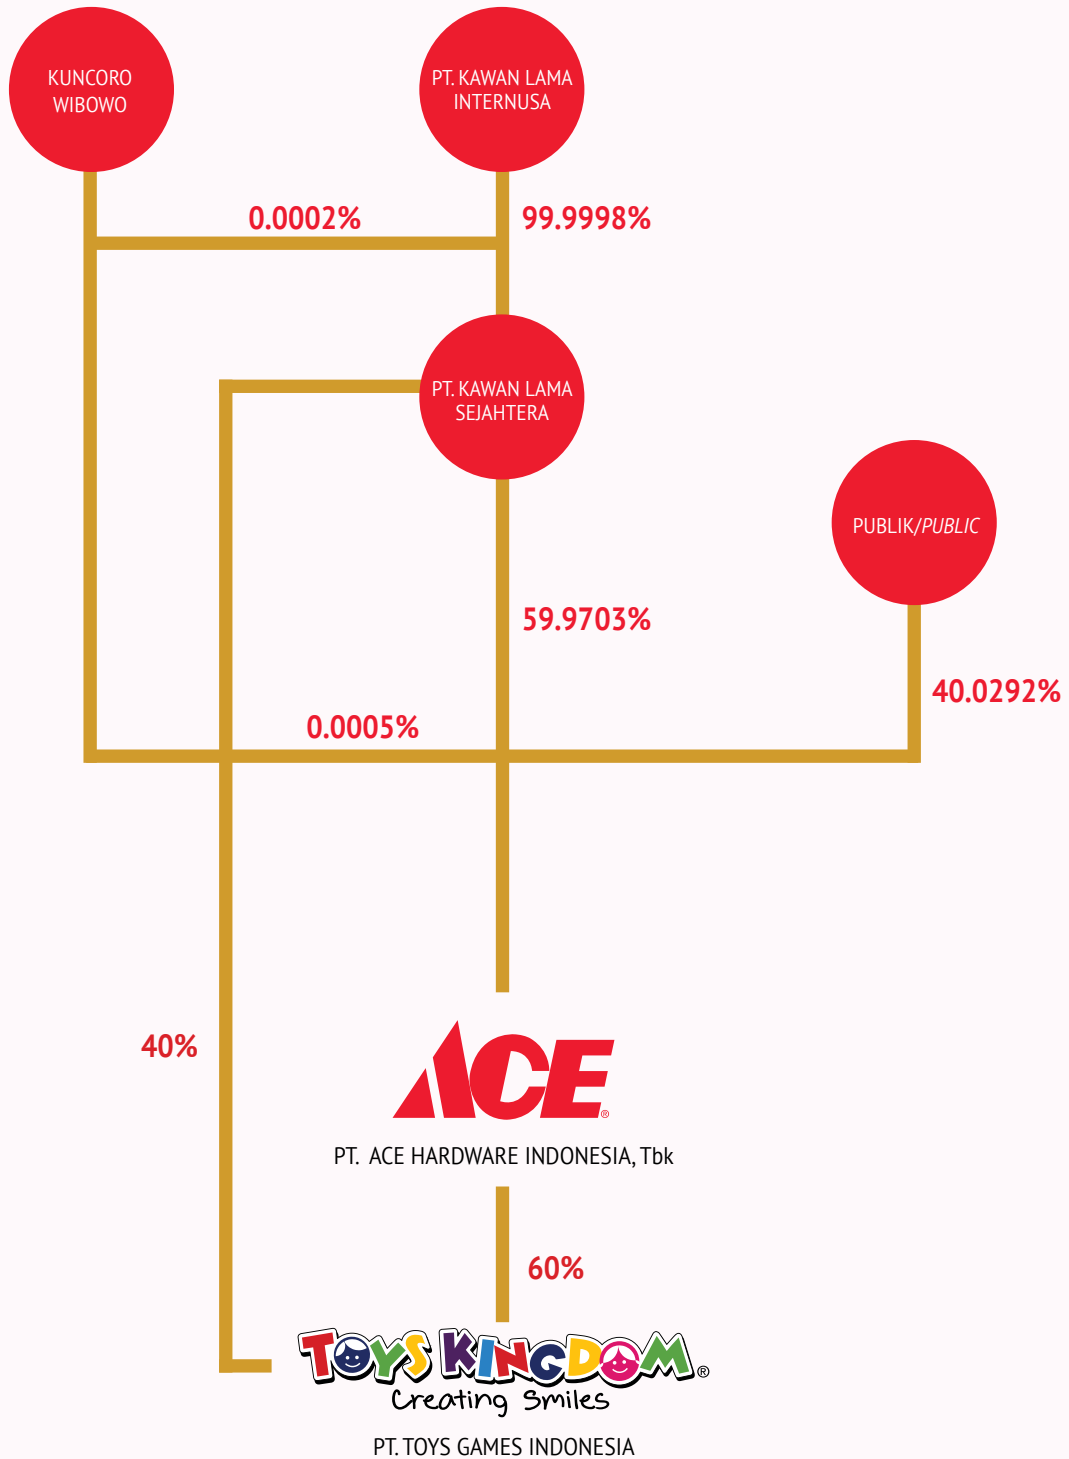 KUNCORO
WIBOWO
PT. KAWAN LAMA
INTERNUSA
0.0002%
99.9998%
PT. KAWAN LAMA
SEJAHTERA
PUBLIK/PUBLIC
59.9703%
40.0292%
0.0005%
40%
ACE®
PT. ACE HARDWARE INDONESIA, Tbk
60%
TOYS KINGDOM®
Creating Smiles
PT. TOYS GAMES INDONESIA